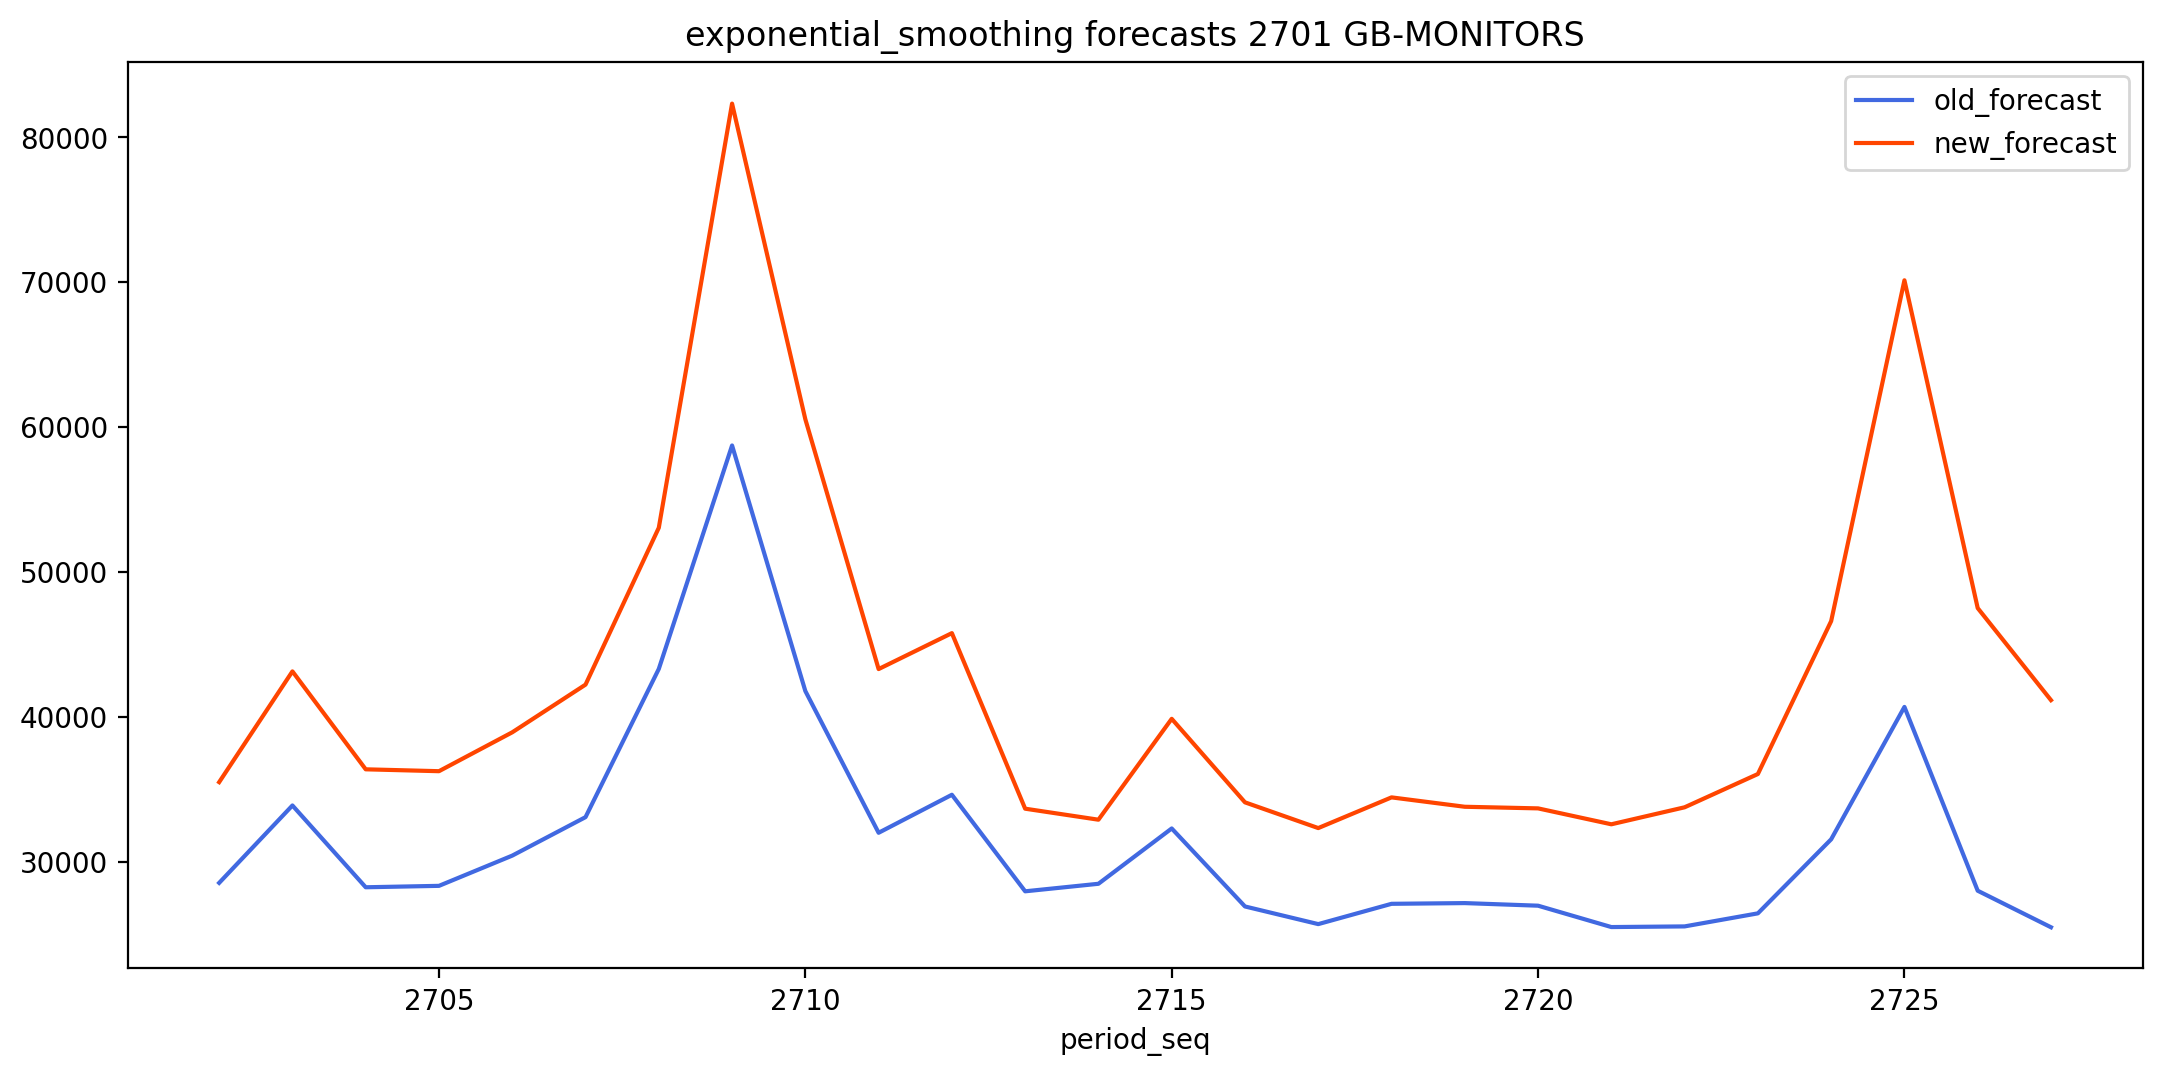 exponential_smoothing forecasts 2701 GB-MONITORS
old_forecast
new_forecast
80000
70000
60000
50000
40000
30000
2705 2710 2715 2720 2725
period_seq